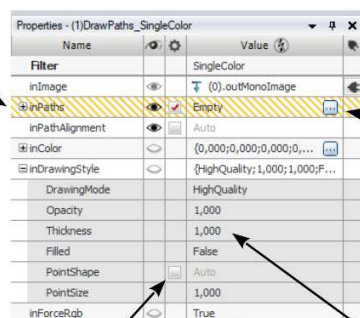 Properties - (1)DrawPaths_SingleColor
Name Value
Filter SingleColor
inImage (0).outMonoImage
inPaths Empty ...
inPathAlignment Auto
inColor {0,000;0,000;0,000;0,... ...
inDrawingStyle {HighQuality;1,000;1,000;F...
DrawingMode HighQuality
Opacity 1,000
Thickness 1,000
Filled False
PointShape Auto
PointSize 1,000
inForceRgb True